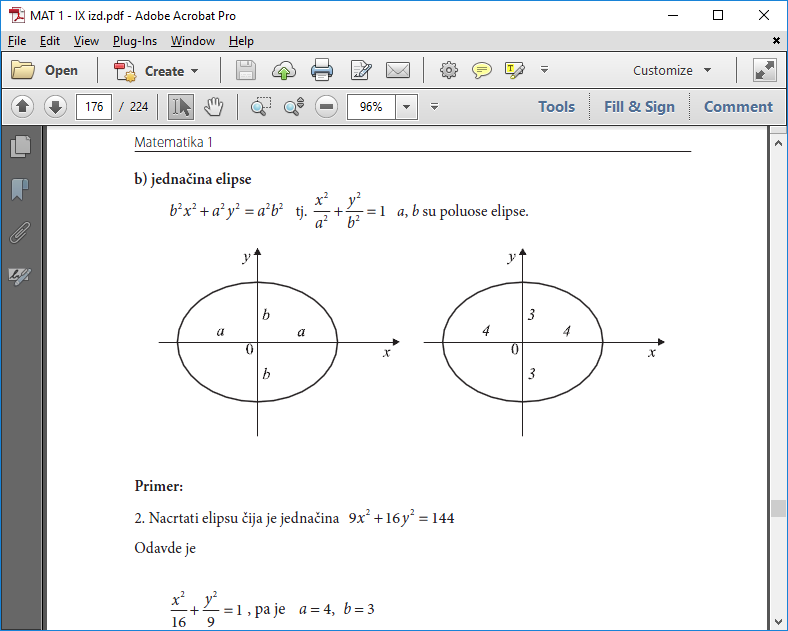 MAT 1 - IX izd.pdf - Adobe Acrobat Pro
File Edit View Plug-Ins Window Help
Open Create Customize
176 / 224 96% Tools Fill & Sign Comment
Matematika 1
b) jednačina elipse
b²x² + a²y² = a²b² tj. x²/a² + y²/b² = 1 a, b su poluose elipse.
y y
b 3
a a 4 4
0 x 0 x
b 3
Primer:
2. Nacrtati elipsu čija je jednačina 9x² + 16y² = 144
Odavde je
x²/16 + y²/9 = 1, pa je a = 4, b = 3